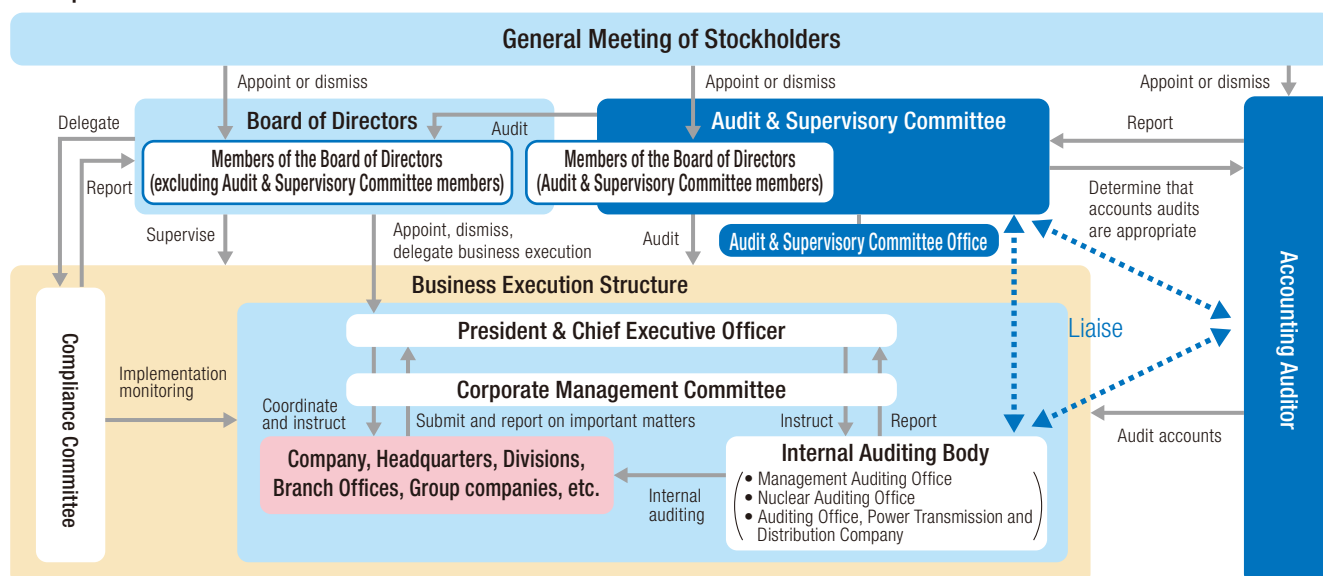 General Meeting of Stockholders
Appoint or dismiss
Appoint or dismiss
Appoint or dismiss
Delegate
Board of Directors
Audit
Audit & Supervisory Committee
Report
Members of the Board of Directors
(excluding Audit & Supervisory Committee members)
Members of the Board of Directors
(Audit & Supervisory Committee members)
Report
Determine that
accounts audits
are appropriate
Supervise
Appoint, dismiss,
delegate business execution
Audit
Audit & Supervisory Committee Office
Accounting Auditor
Business Execution Structure
Compliance Committee
President & Chief Executive Officer
Liaise
Implementation
monitoring
Corporate Management Committee
Coordinate
and instruct
Submit and report on important matters
Instruct
Report
Audit accounts
Company, Headquarters, Divisions,
Branch Offices, Group companies, etc.
Internal
auditing
Internal Auditing Body
• Management Auditing Office
• Nuclear Auditing Office
• Auditing Office, Power Transmission and
Distribution Company